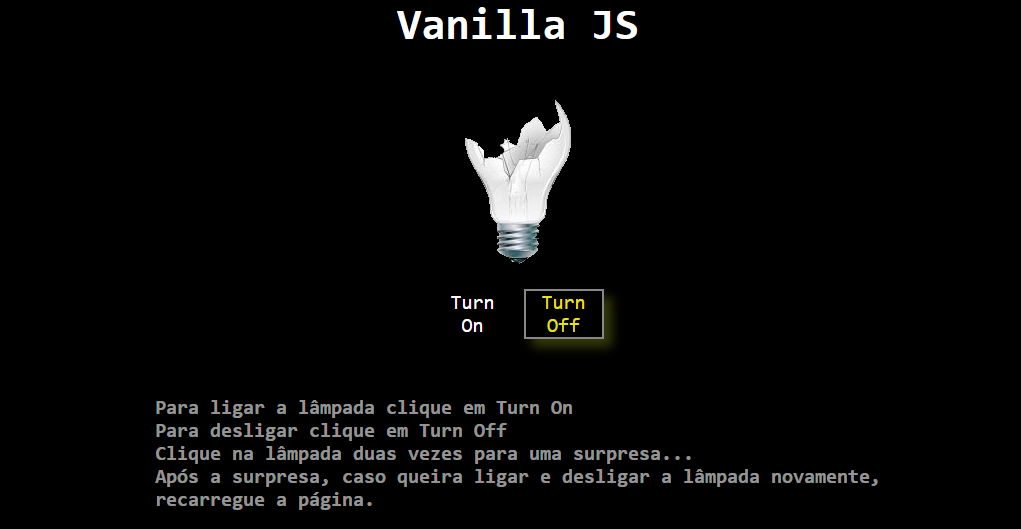 Vanilla JS
Turn
On
Turn
Off
Para ligar a lâmpada clique em Turn On
Para desligar clique em Turn Off
Clique na lâmpada duas vezes para uma surpresa...
Após a surpresa, caso queira ligar e desligar a lâmpada novamente,
recarregue a página.